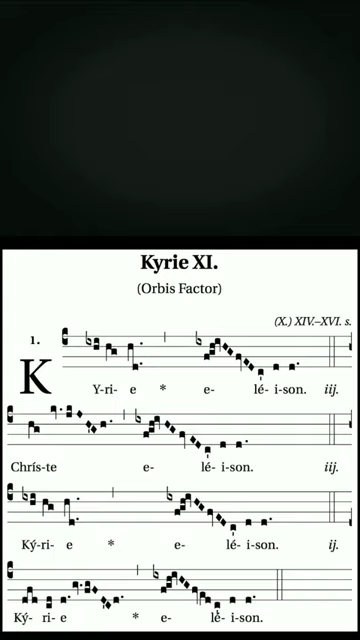 Kyrie XI.
(Orbis Factor)
(X.) XIV.–XVI. s.
1.
KY-ri- e * e- lé- i-son. iij.
Chrís-te e- lé- i-son. iij.
Ký-ri- e * e- lé- i-son. ij.
Ký- ri- e * e- lé- i-son.